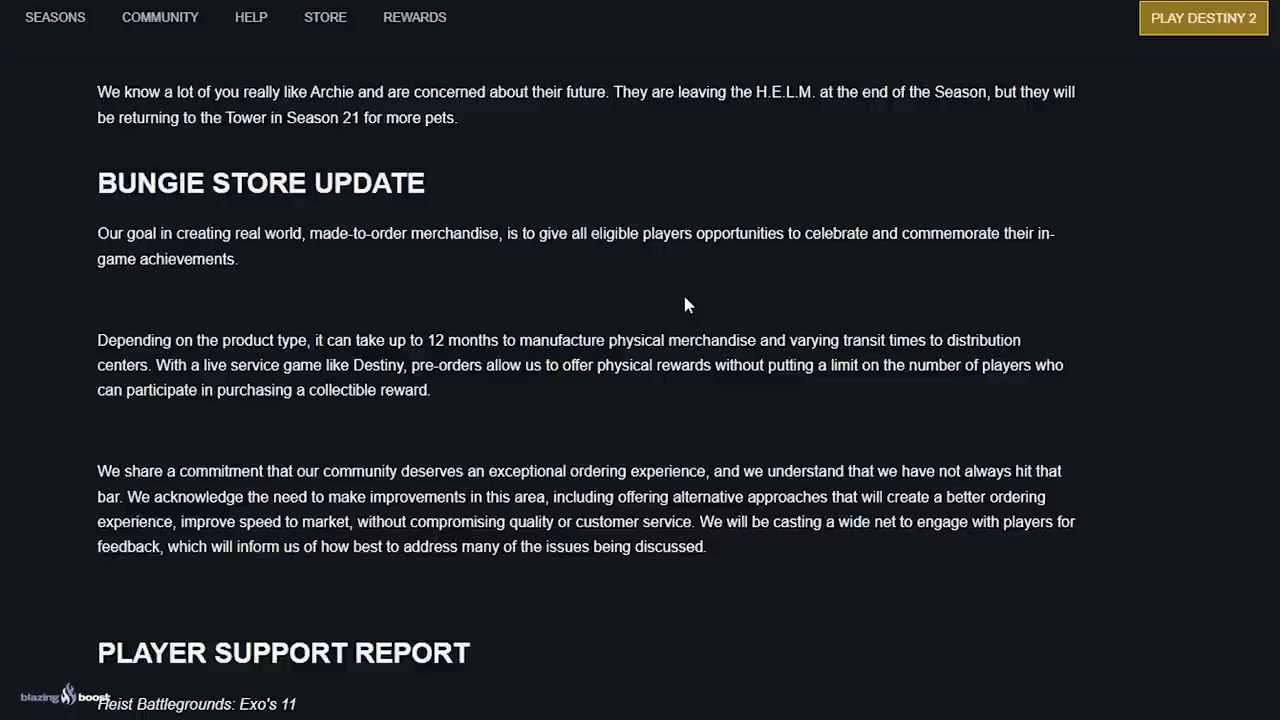 SEASONS COMMUNITY HELP STORE REWARDS PLAY DESTINY 2
We know a lot of you really like Archie and are concerned about their future. They are leaving the H.E.L.M. at the end of the Season, but they will
be returning to the Tower in Season 21 for more pets.
BUNGIE STORE UPDATE
Our goal in creating real world, made-to-order merchandise, is to give all eligible players opportunities to celebrate and commemorate their in-
game achievements.
Depending on the product type, it can take up to 12 months to manufacture physical merchandise and varying transit times to distribution
centers. With a live service game like Destiny, pre-orders allow us to offer physical rewards without putting a limit on the number of players who
can participate in purchasing a collectible reward.
We share a commitment that our community deserves an exceptional ordering experience, and we understand that we have not always hit that
bar. We acknowledge the need to make improvements in this area, including offering alternative approaches that will create a better ordering
experience, improve speed to market, without compromising quality or customer service. We will be casting a wide net to engage with players for
feedback, which will inform us of how best to address many of the issues being discussed.
PLAYER SUPPORT REPORT
blazing boost
Heist Battlegrounds: Exo's 11